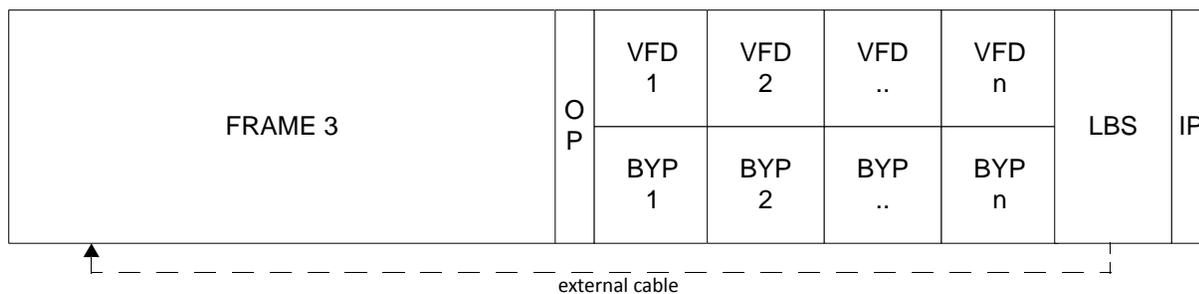 FRAME 3
O
P
VFD
1
VFD
2
VFD
..
VFD
n
BYP
1
BYP
2
BYP
..
BYP
n
LBS
IP
external cable